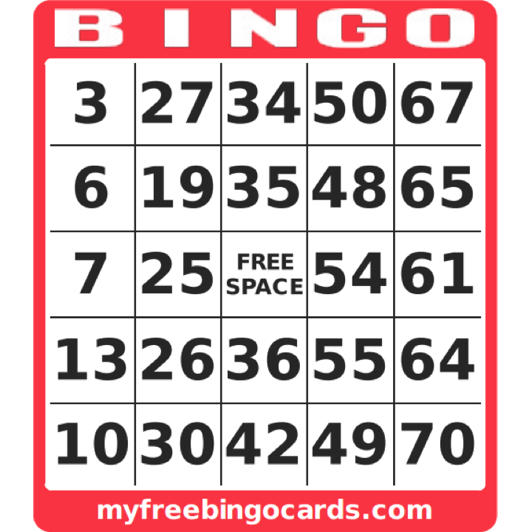 B I N G O
3 27 34 50 67
6 19 35 48 65
7 25 FREE SPACE 54 61
13 26 36 55 64
10 30 42 49 70
myfreebingocards.com